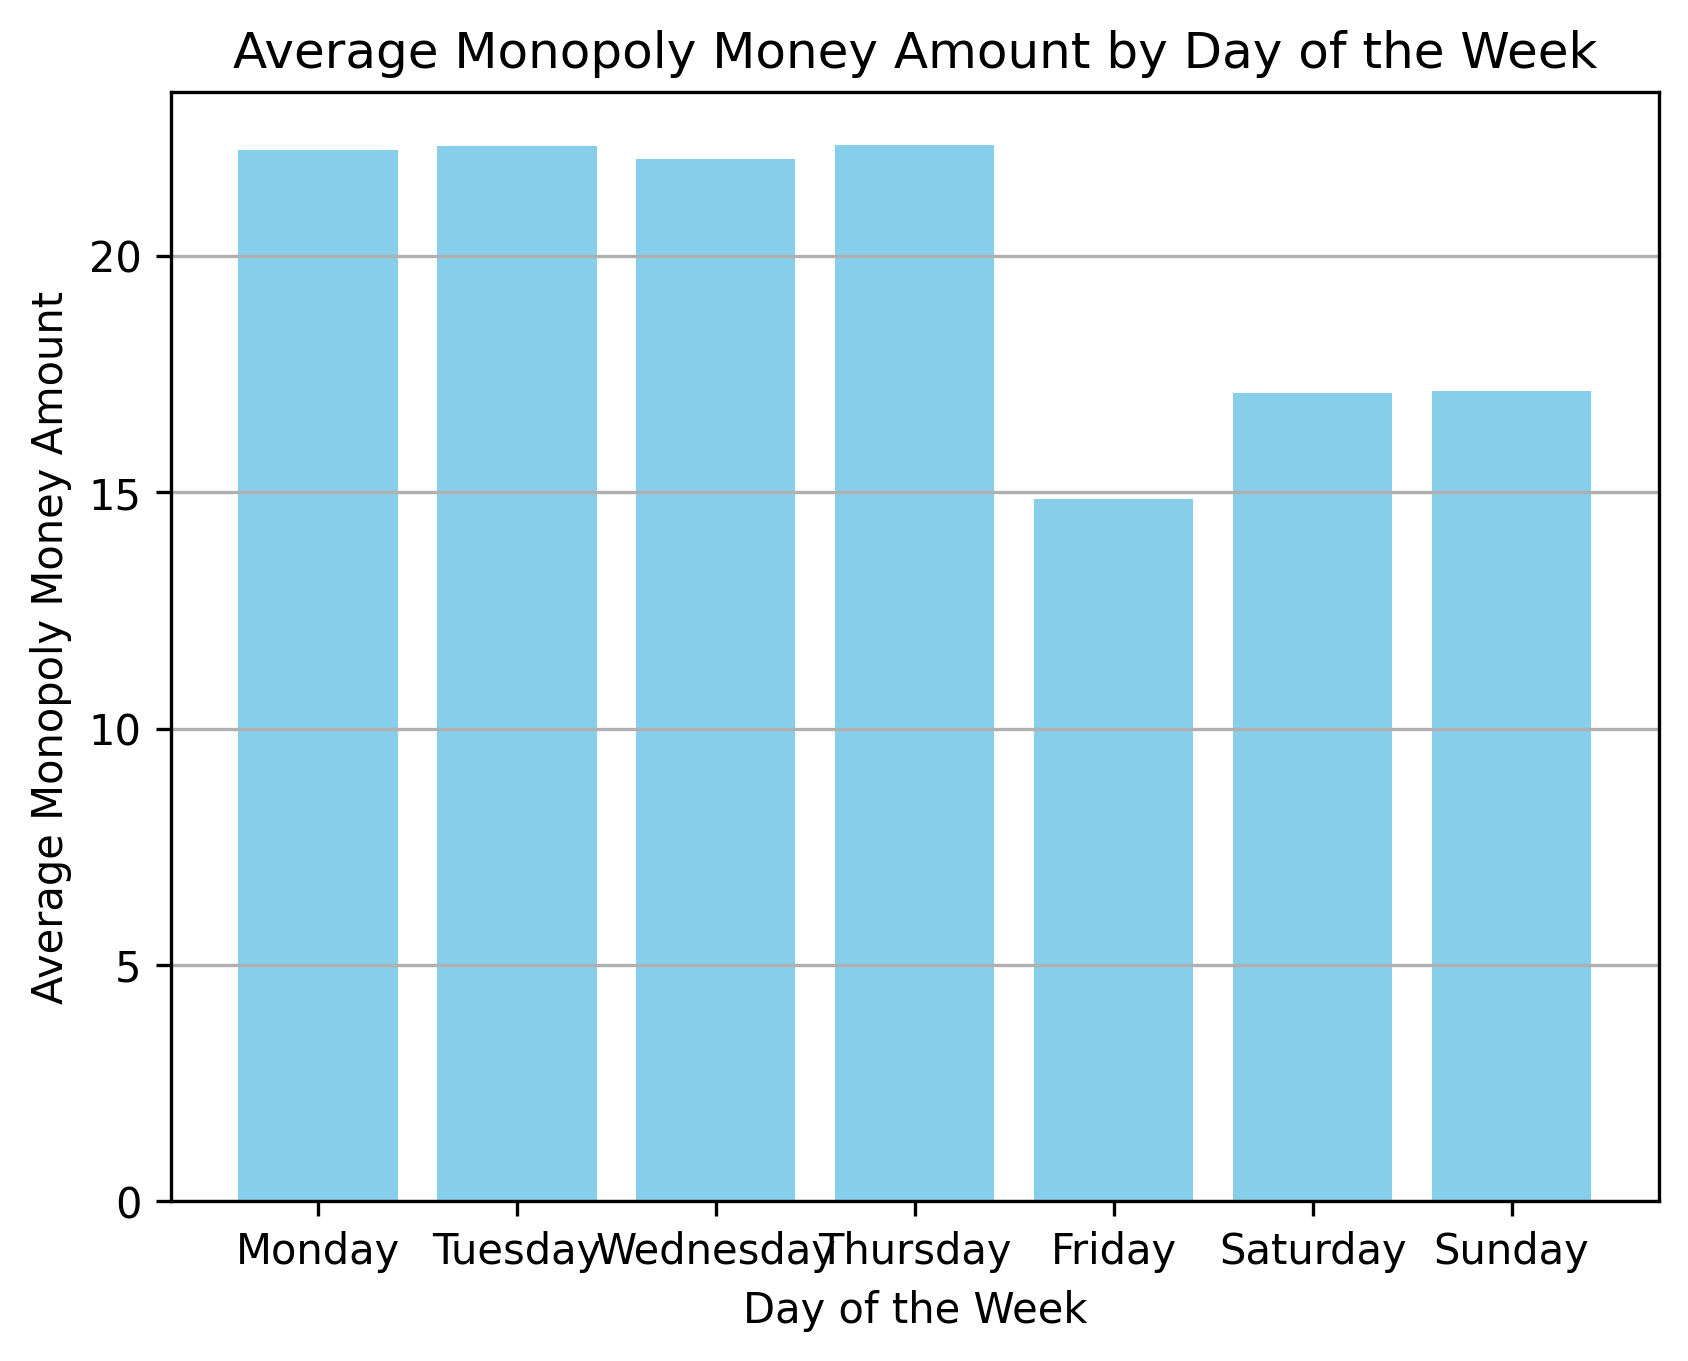 Average Monopoly Money Amount by Day of the Week
Average Monopoly Money Amount
20
15
10
5
0
Monday Tuesday Wednesday Thursday Friday Saturday Sunday
Day of the Week